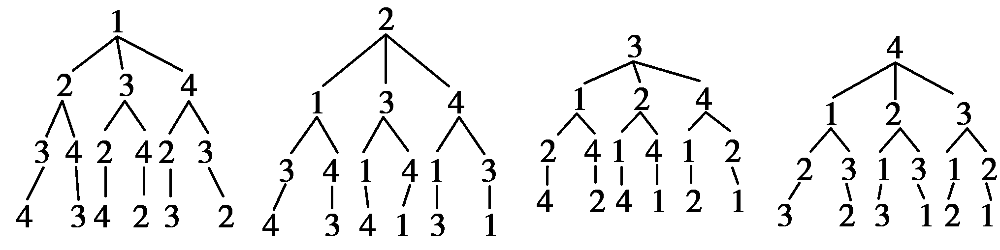 1
2 3 4
3 4 2 4 2 3
4 3 4 2 3 2
2
1 3 4
3 4 1 4 1 3
4 3 4 1 3 1
3
1 2 4
2 4 1 4 1 2
4 2 4 1 2 1
4
1 2 3
2 3 1 3 1 2
3 2 3 1 2 1